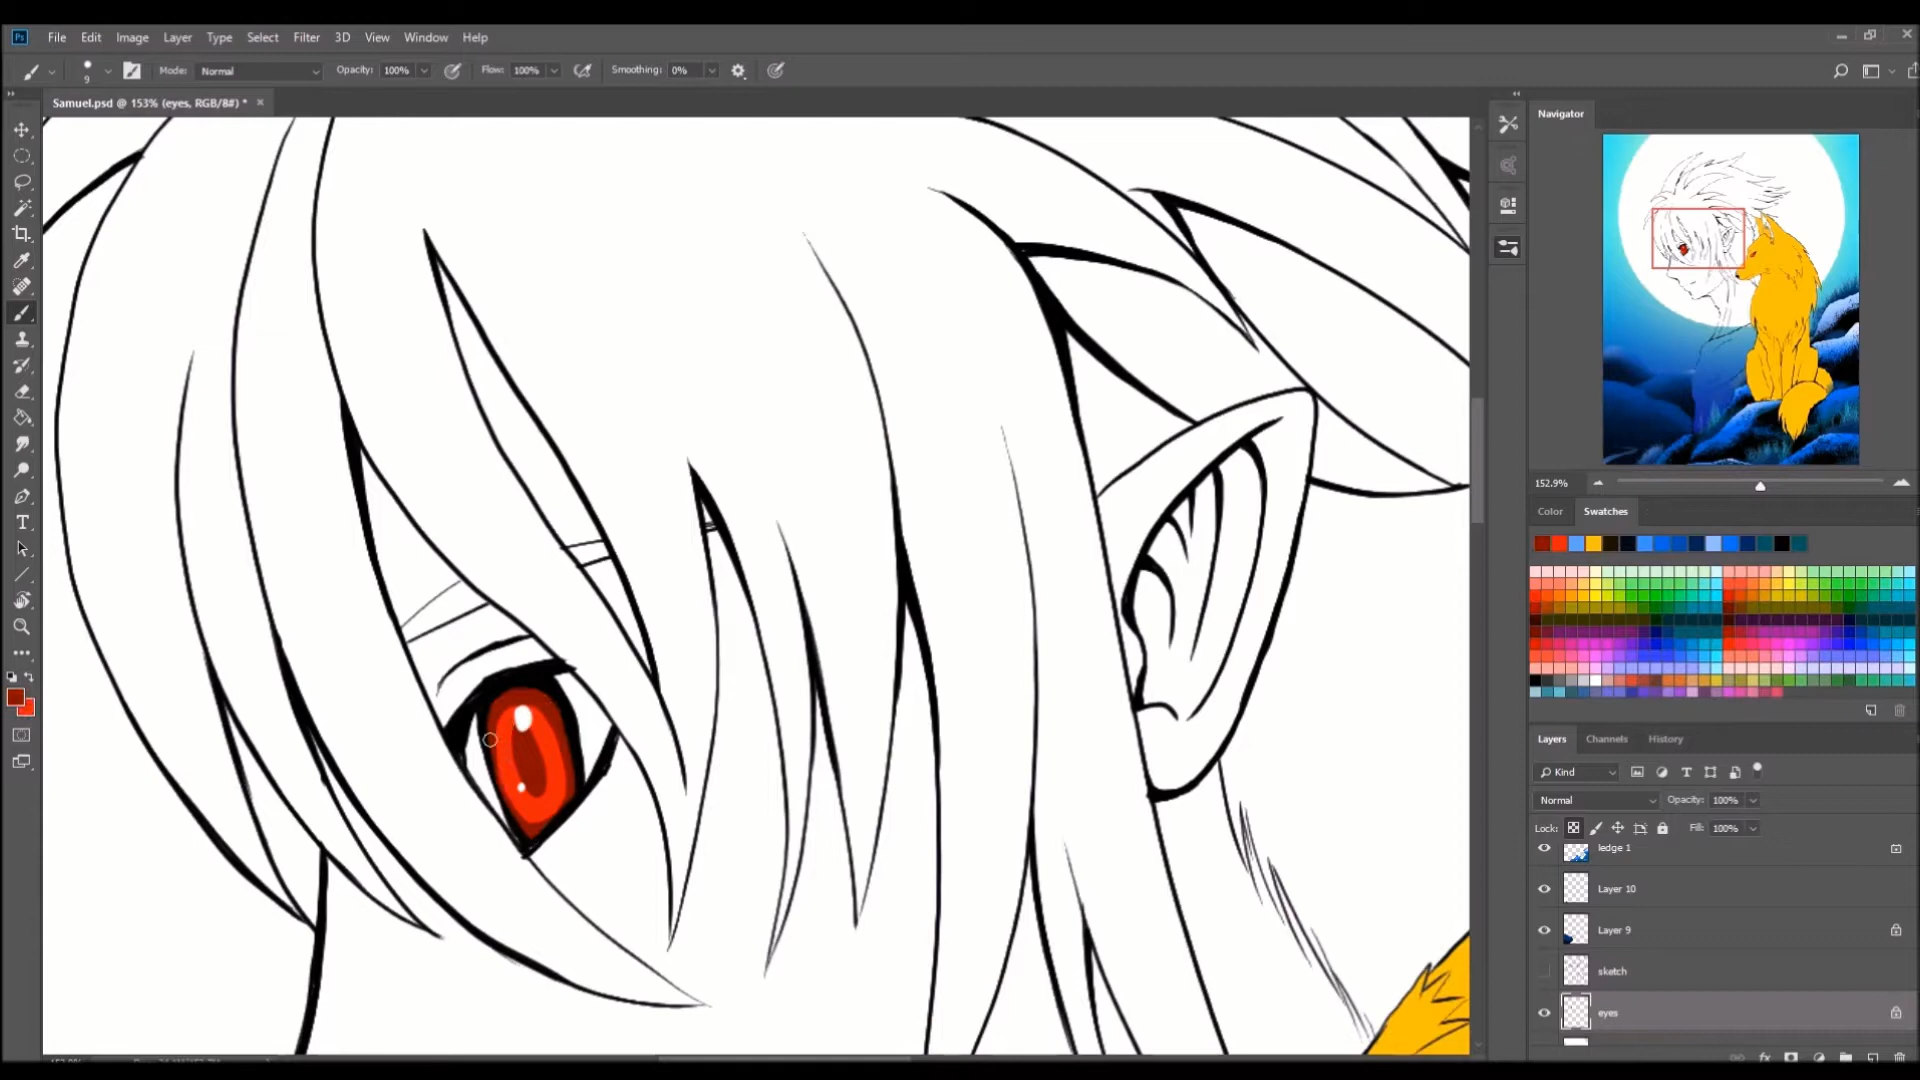 Ps File Edit Image Layer Type Select Filter 3D View Window Help
9 Mode: Normal Opacity: 100% Flow: 100% Smoothing: 0%
Samuel.psd @ 153% (eyes, RGB/8#) *
Navigator
152.9%
Color Swatches
Layers Channels History
Kind
Normal Opacity: 100%
Lock: Fill: 100%
ledge 1
Layer 10
Layer 9
sketch
eyes